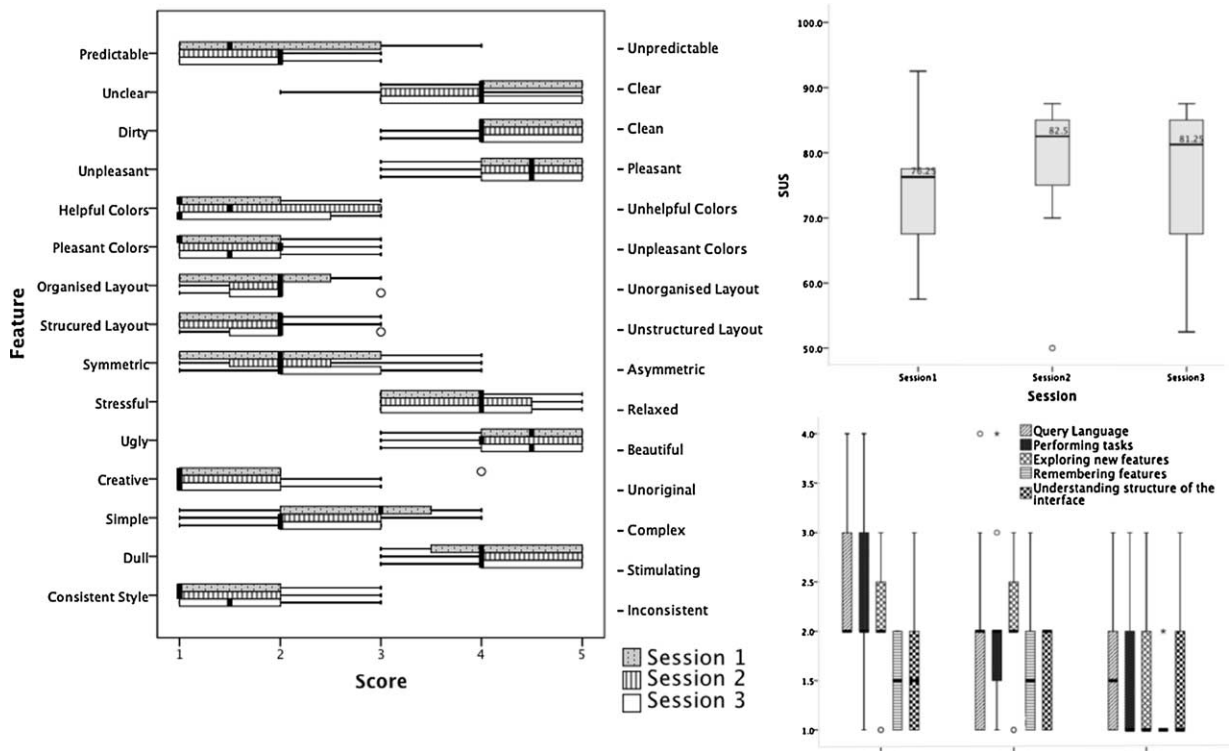 Predictable
Unclear
Dirty
Unpleasant
Helpful Colors
Pleasant Colors
Organised Layout
Strucured Layout
Symmetric
Stressful
Ugly
Creative
Simple
Dull
Consistent Style
Feature
Unpredictable
Clear
Clean
Pleasant
Unhelpful Colors
Unpleasant Colors
Unorganised Layout
Unstructured Layout
Asymmetric
Relaxed
Beautiful
Unoriginal
Complex
Stimulating
Inconsistent
1 2 3 4 5
Score
Session 1
Session 2
Session 3
SUS
100.0
90.0
80.0
70.0
60.0
50.0
82.5
81.25
Session1 Session2 Session3
Session
4.0
3.5
3.0
2.5
2.0
1.5
1.0
Query Language
Performing tasks
Exploring new features
Remembering features
Understanding structure of the
interface